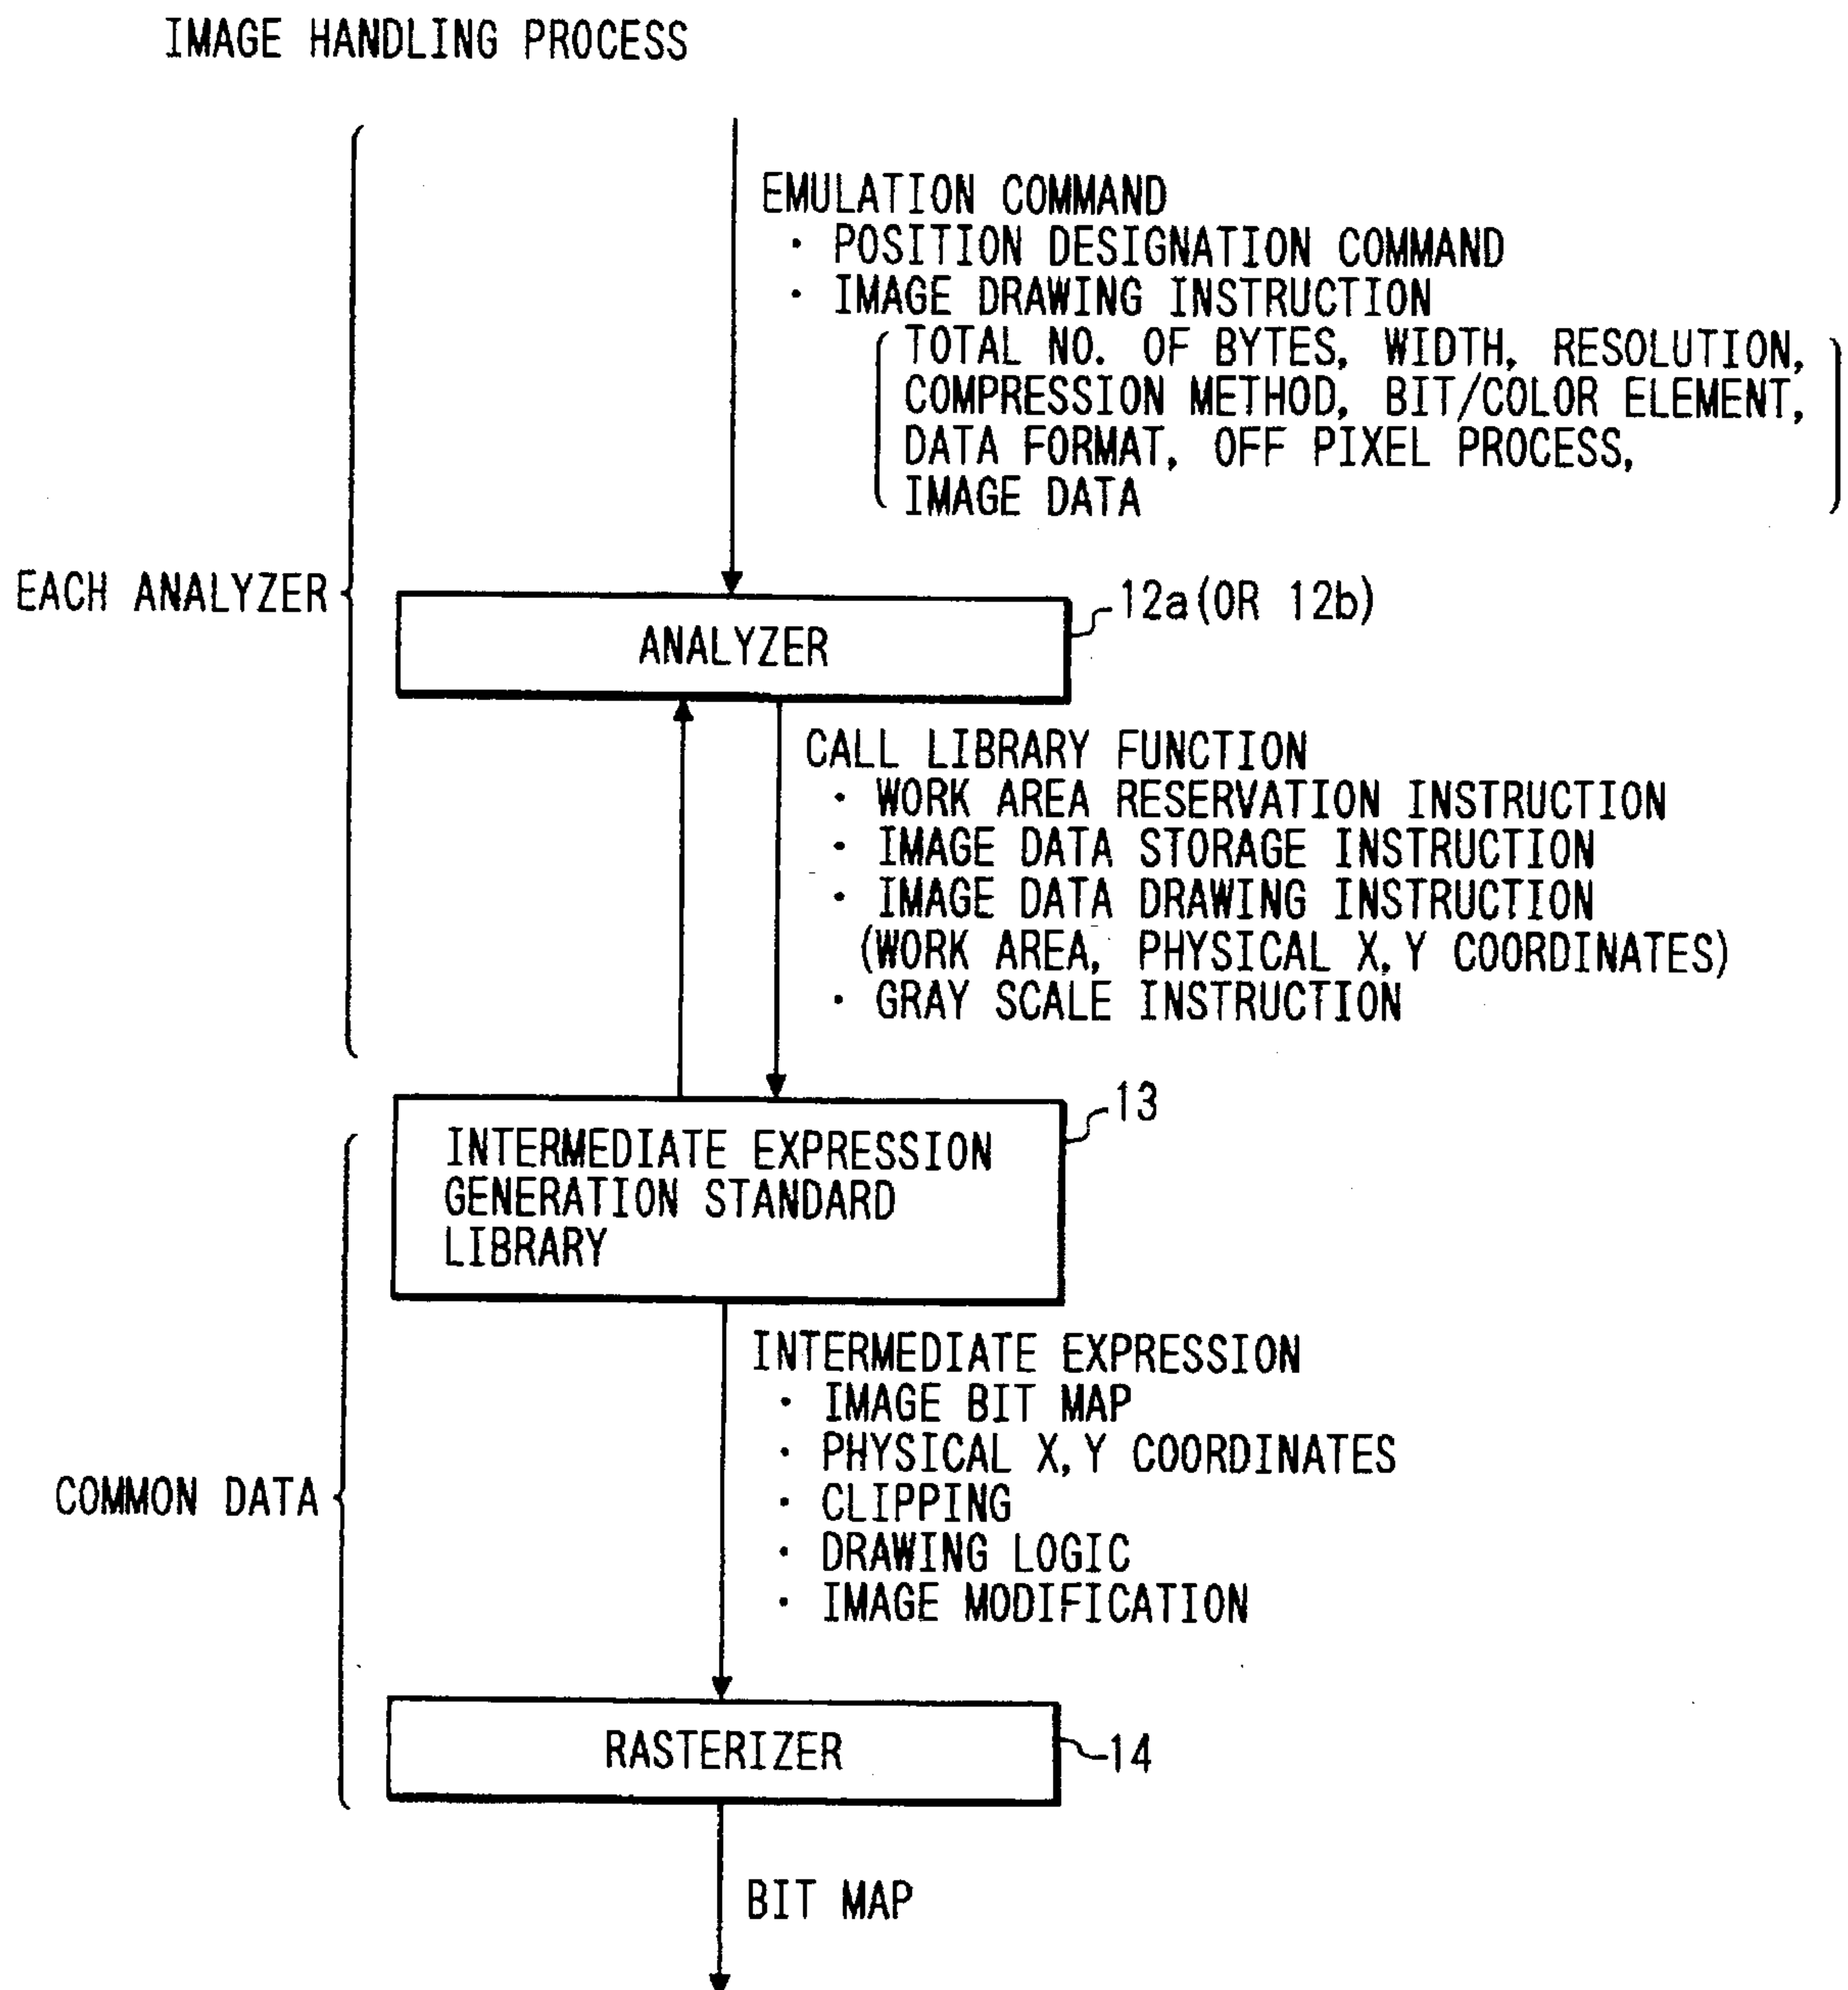 IMAGE HANDLING PROCESS
EMULATION COMMAND
· POSITION DESIGNATION COMMAND
· IMAGE DRAWING INSTRUCTION
TOTAL NO. OF BYTES, WIDTH, RESOLUTION,
COMPRESSION METHOD, BIT/COLOR ELEMENT,
DATA FORMAT, OFF PIXEL PROCESS,
IMAGE DATA
EACH ANALYZER
12a(OR 12b)
ANALYZER
CALL LIBRARY FUNCTION
· WORK AREA RESERVATION INSTRUCTION
· IMAGE DATA STORAGE INSTRUCTION
· IMAGE DATA DRAWING INSTRUCTION
(WORK AREA, PHYSICAL X,Y COORDINATES)
· GRAY SCALE INSTRUCTION
13
INTERMEDIATE EXPRESSION
GENERATION STANDARD
LIBRARY
INTERMEDIATE EXPRESSION
· IMAGE BIT MAP
· PHYSICAL X,Y COORDINATES
· CLIPPING
· DRAWING LOGIC
· IMAGE MODIFICATION
COMMON DATA
RASTERIZER
14
BIT MAP